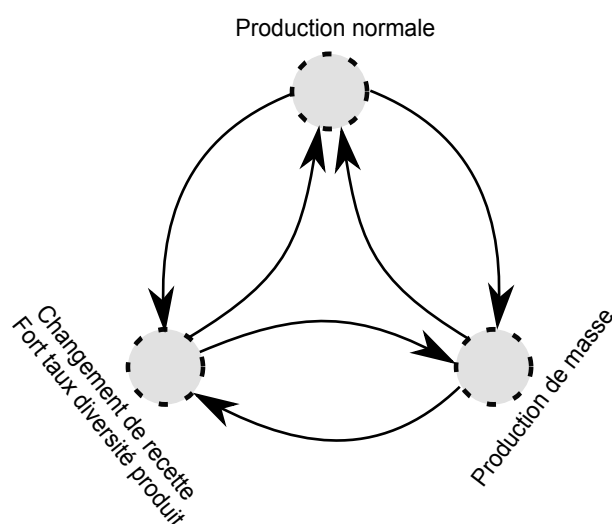 Production normale
Changement de recette
Fort taux diversité produit
Production de masse